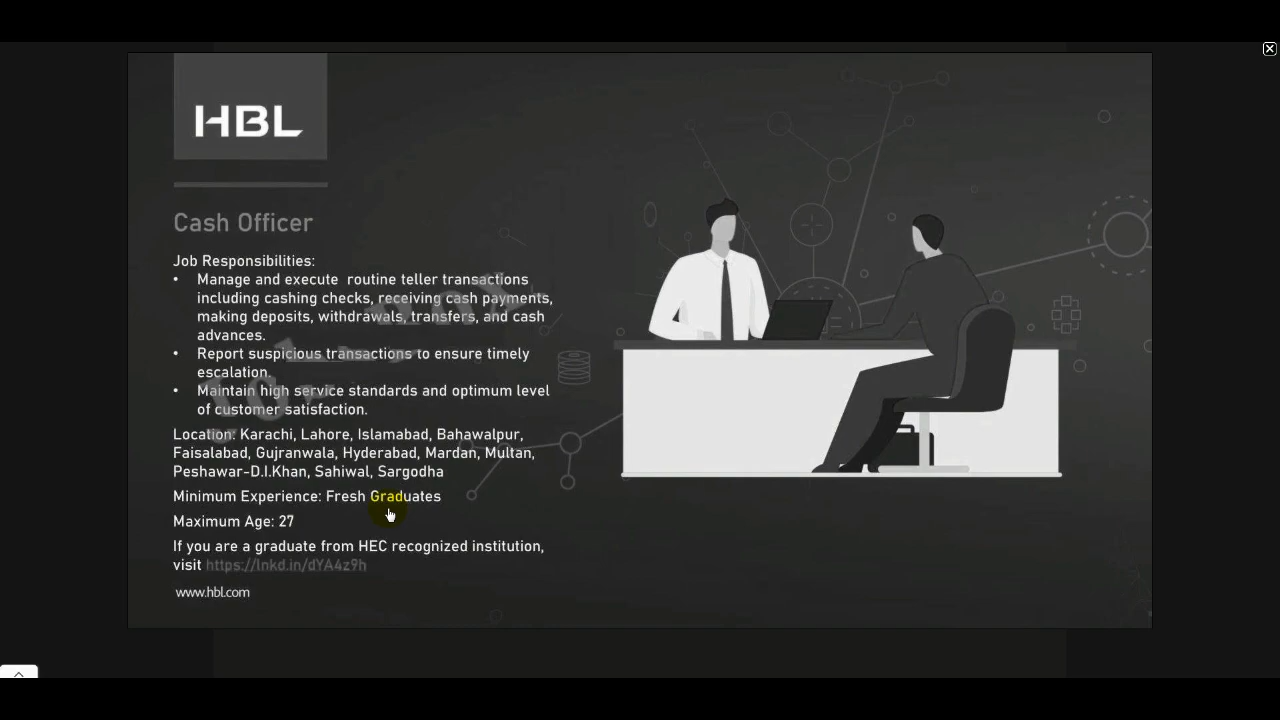 HBL
Cash Officer
Job Responsibilities:
• Manage and execute routine teller transactions
including cashing checks, receiving cash payments,
making deposits, withdrawals, transfers, and cash
advances.
• Report suspicious transactions to ensure timely
escalation.
• Maintain high service standards and optimum level
of customer satisfaction.
Location: Karachi, Lahore, Islamabad, Bahawalpur,
Faisalabad, Gujranwala, Hyderabad, Mardan, Multan,
Peshawar-D.I.Khan, Sahiwal, Sargodha
Minimum Experience: Fresh Graduates
Maximum Age: 27
If you are a graduate from HEC recognized institution,
visit https://lnkd.in/dYA4z9h
www.hbl.com